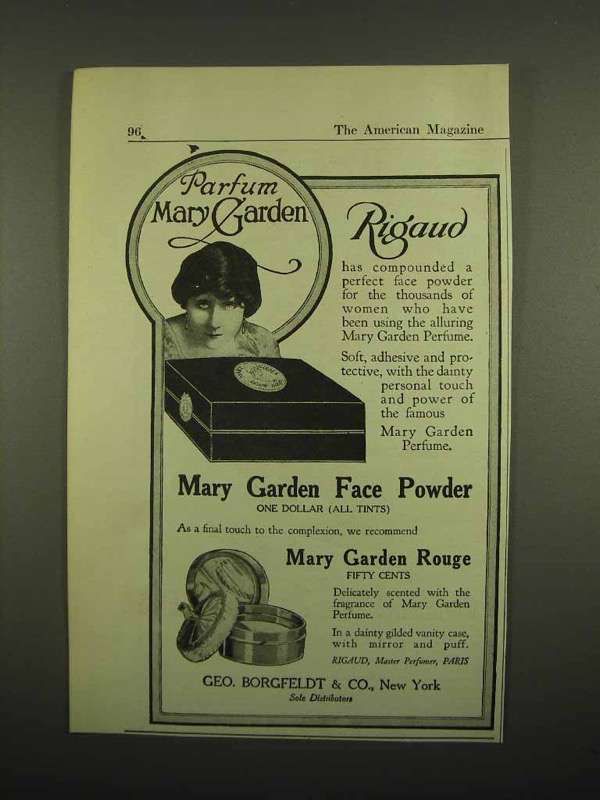 96
The American Magazine
Parfum
Mary Garden
Rigaud
has compounded a
perfect face powder
for the thousands of
women who have
been using the alluring
Mary Garden Perfume.
Soft, adhesive and pro-
tective, with the dainty
personal touch
and power of
the famous
Mary Garden
Perfume.
Mary Garden Face Powder
ONE DOLLAR (ALL TINTS)
As a final touch to the complexion, we recommend
Mary Garden Rouge
FIFTY CENTS
Delicately scented with the
fragrance of Mary Garden
Perfume.
In a dainty gilded vanity case,
with mirror and puff.
RIGAUD, Master Perfumer, PARIS
GEO. BORGFELDT & CO., New York
Sole Distributors